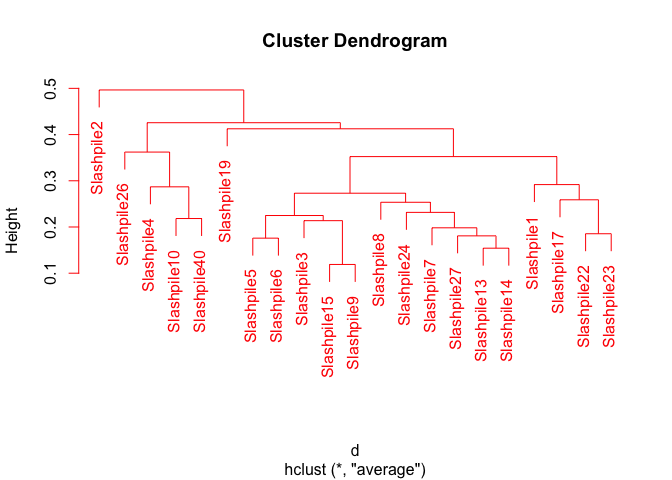 Cluster Dendrogram
Height
0.5
0.4
0.3
0.2
0.1
Slashpile2
Slashpile26
Slashpile4
Slashpile10
Slashpile40
Slashpile19
Slashpile5
Slashpile6
Slashpile3
Slashpile15
Slashpile9
Slashpile8
Slashpile24
Slashpile7
Slashpile27
Slashpile13
Slashpile14
Slashpile1
Slashpile17
Slashpile22
Slashpile23
d
hclust (*, "average")